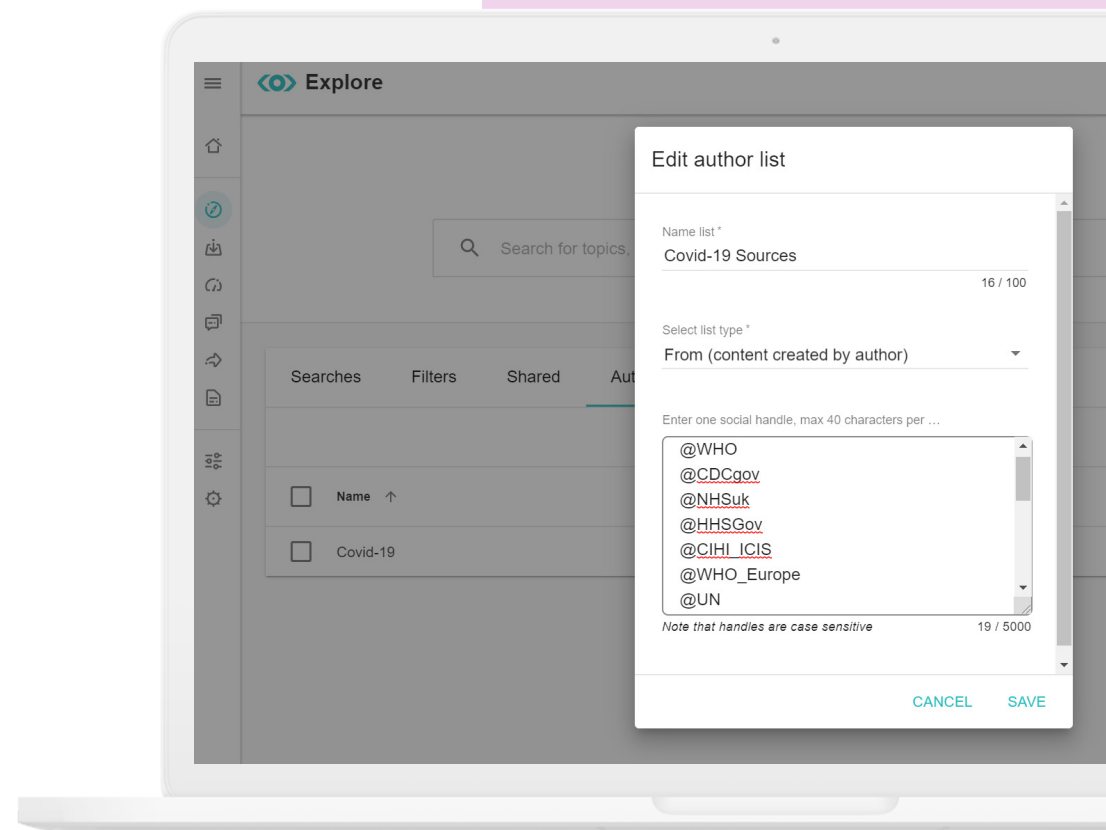 Explore
Edit author list
Name list *
Covid-19 Sources
16 / 100
Search for topics,
Select list type *
From (content created by author)
Searches Filters Shared Aut
Enter one social handle, max 40 characters per …
@WHO
@CDCgov
@NHSuk
@HHSGov
@CIHI_ICIS
@WHO_Europe
@UN
Name
Covid-19
Note that handles are case sensitive 19 / 5000
CANCEL SAVE